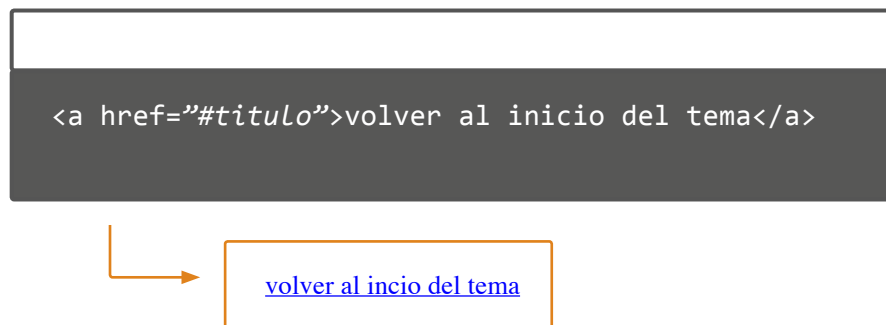 <a href=”#titulo”>volver al inicio del tema</a>
volver al incio del tema